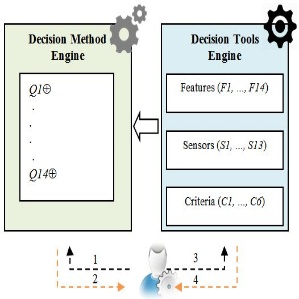 Decision Method
Engine
Q1⊕
.
.
.
.
Q14⊕
Decision Tools
Engine
Features (F1, ..., F14)
Sensors (S1, ..., S13)
Criteria (C1, ..., C6)
1
2
3
4